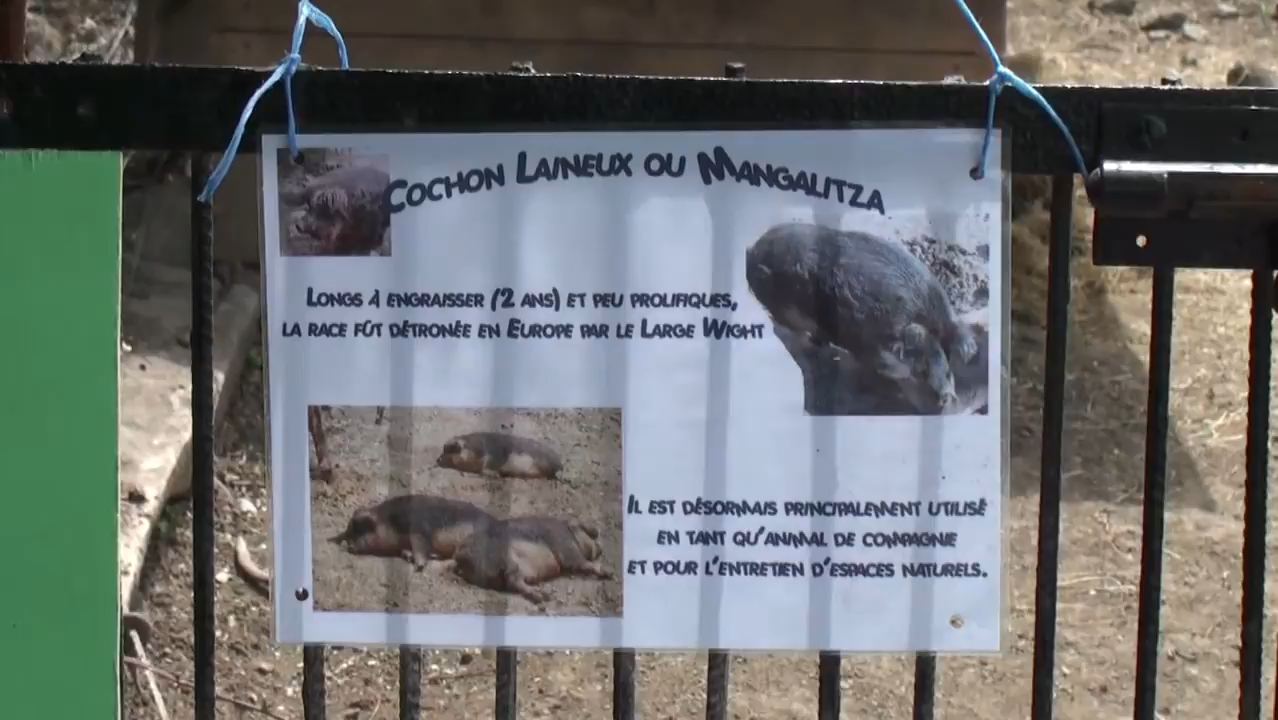 Cochon Laineux ou Mangalitza
Longs à engraisser (2 ans) et peu prolifiques,
la race fût détronée en Europe par le Large Wight
Il est désormais principalement utilisé
en tant qu'animal de compagnie
et pour l'entretien d'espaces naturels.